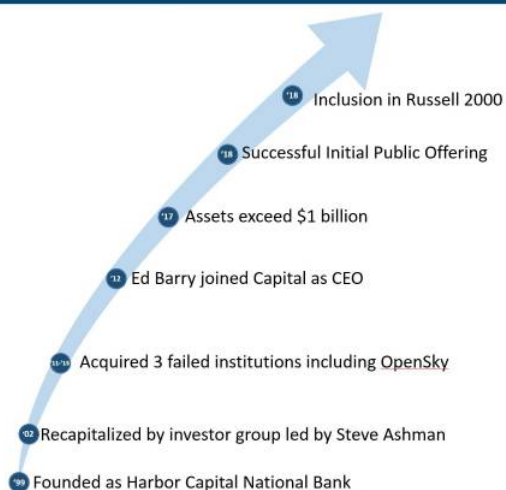 '18 Inclusion in Russell 2000
'18 Successful Initial Public Offering
'17 Assets exceed $1 billion
'12 Ed Barry joined Capital as CEO
Acquired 3 failed institutions including OpenSky
'02 Recapitalized by investor group led by Steve Ashman
'99 Founded as Harbor Capital National Bank